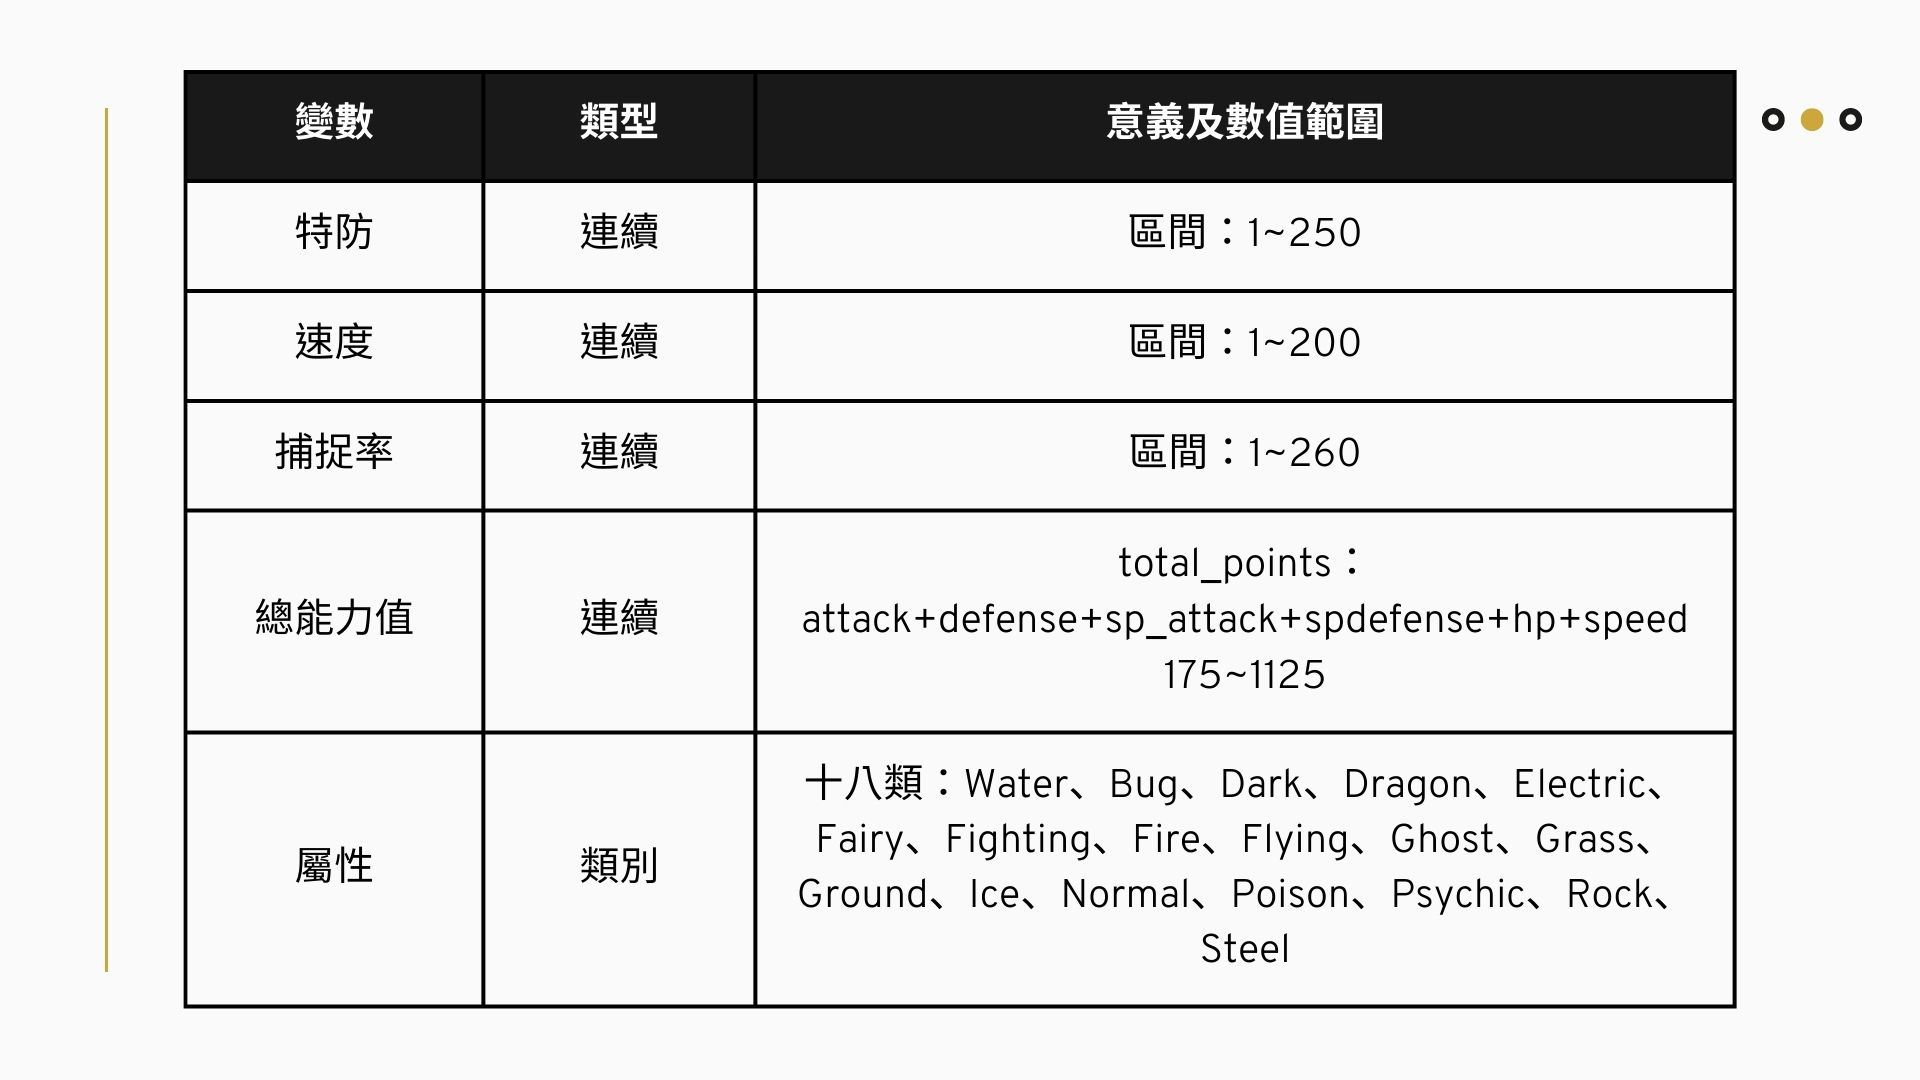 變數 類型 意義及數值範圍
特防 連續 區間：1~250
速度 連續 區間：1~200
捕捉率 連續 區間：1~260
總能力值 連續 total_points：
attack+defense+sp_attack+spdefense+hp+speed
175~1125
屬性 類別 十八類：Water、Bug、Dark、Dragon、Electric、
Fairy、Fighting、Fire、Flying、Ghost、Grass、
Ground、Ice、Normal、Poison、Psychic、Rock、
Steel